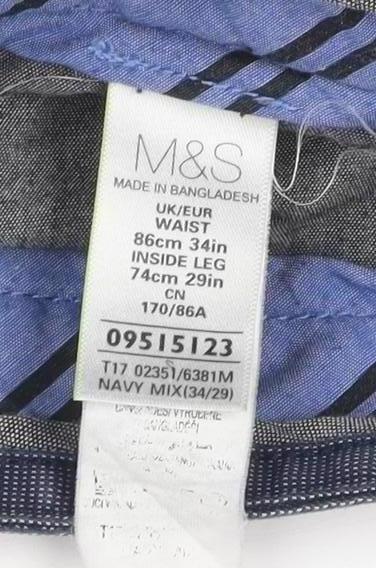 M&S
MADE IN BANGLADESH
UK/EUR
WAIST
86cm 34in
INSIDE LEG
74cm 29in
CN
170/86A
09515123
T17 02351/6381M
NAVY MIX(34/29)